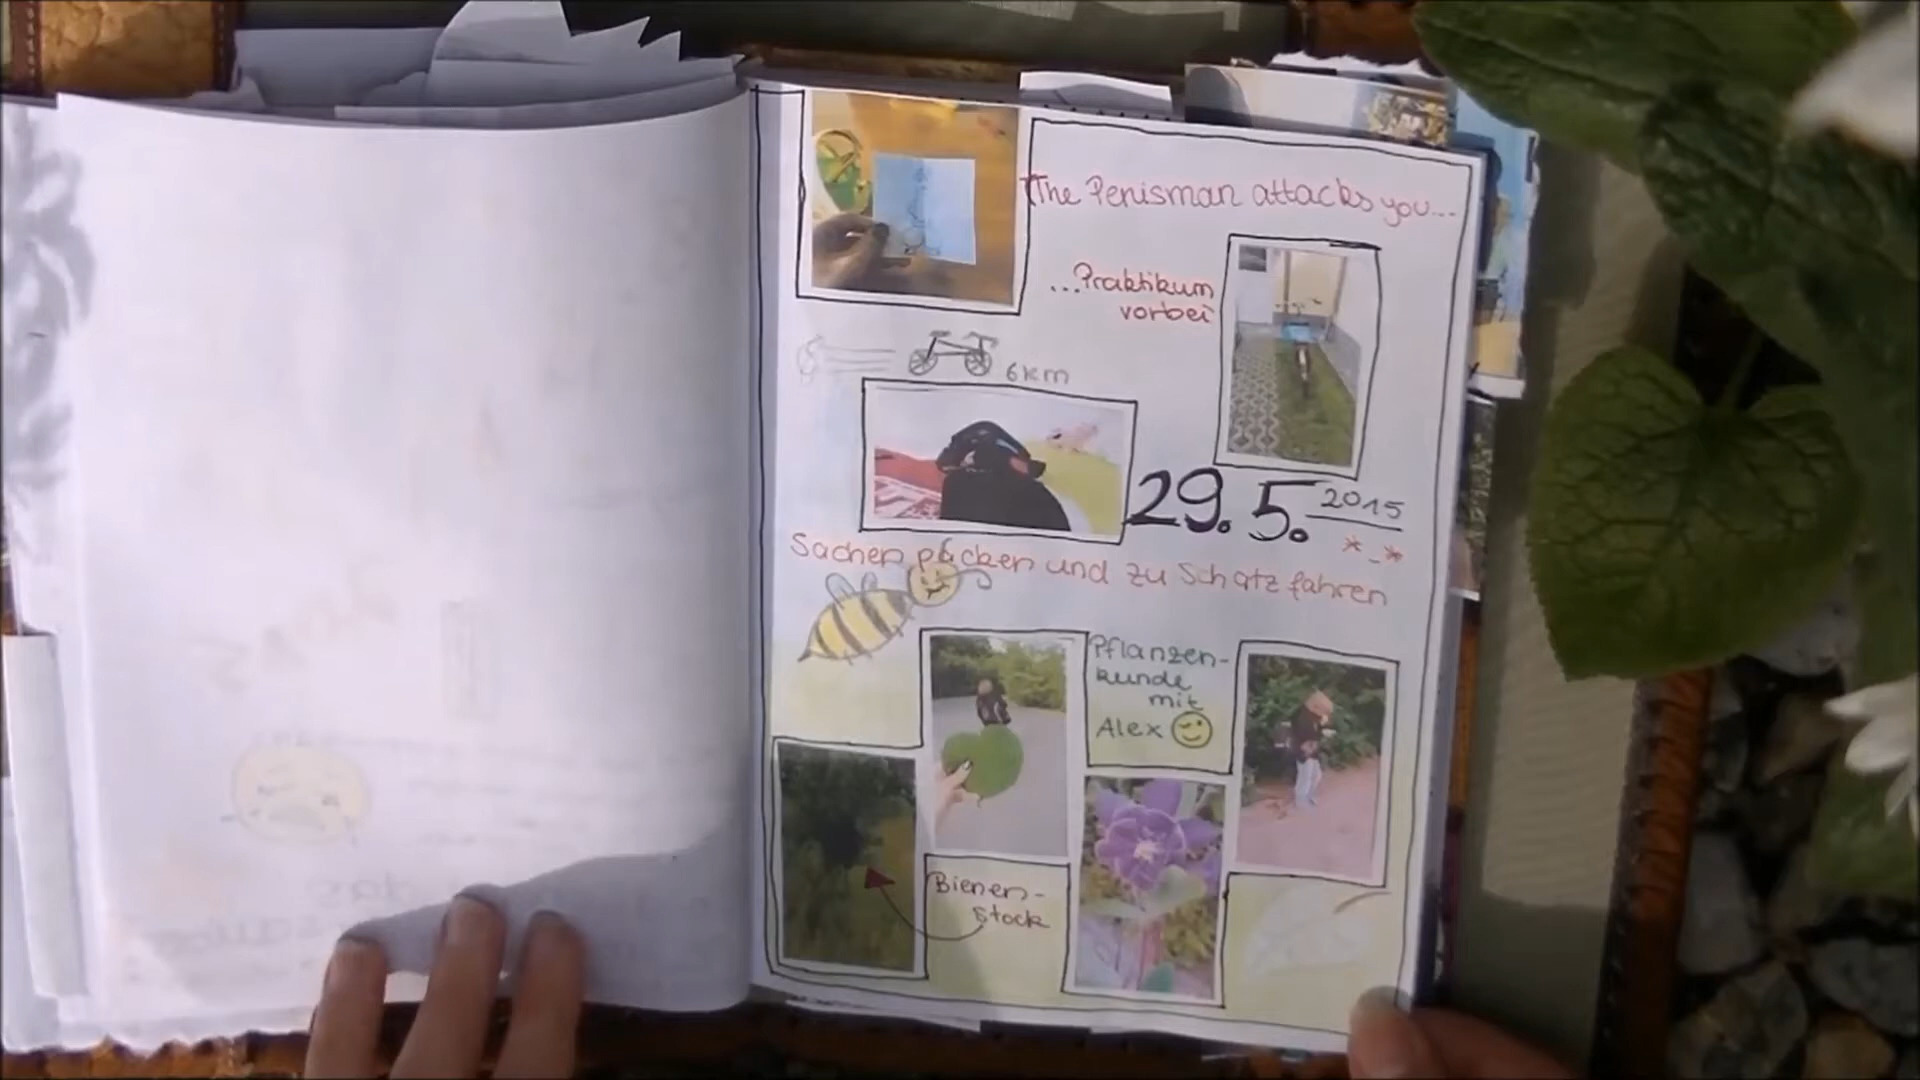 The Penisman attacks you...
...Praktikum
vorbei
6km
29. 5. 2015
*_*
Sachen packen und zu Schatz fahren
Pflanzen-
kunde
mit
Alex
Bienen-
stock